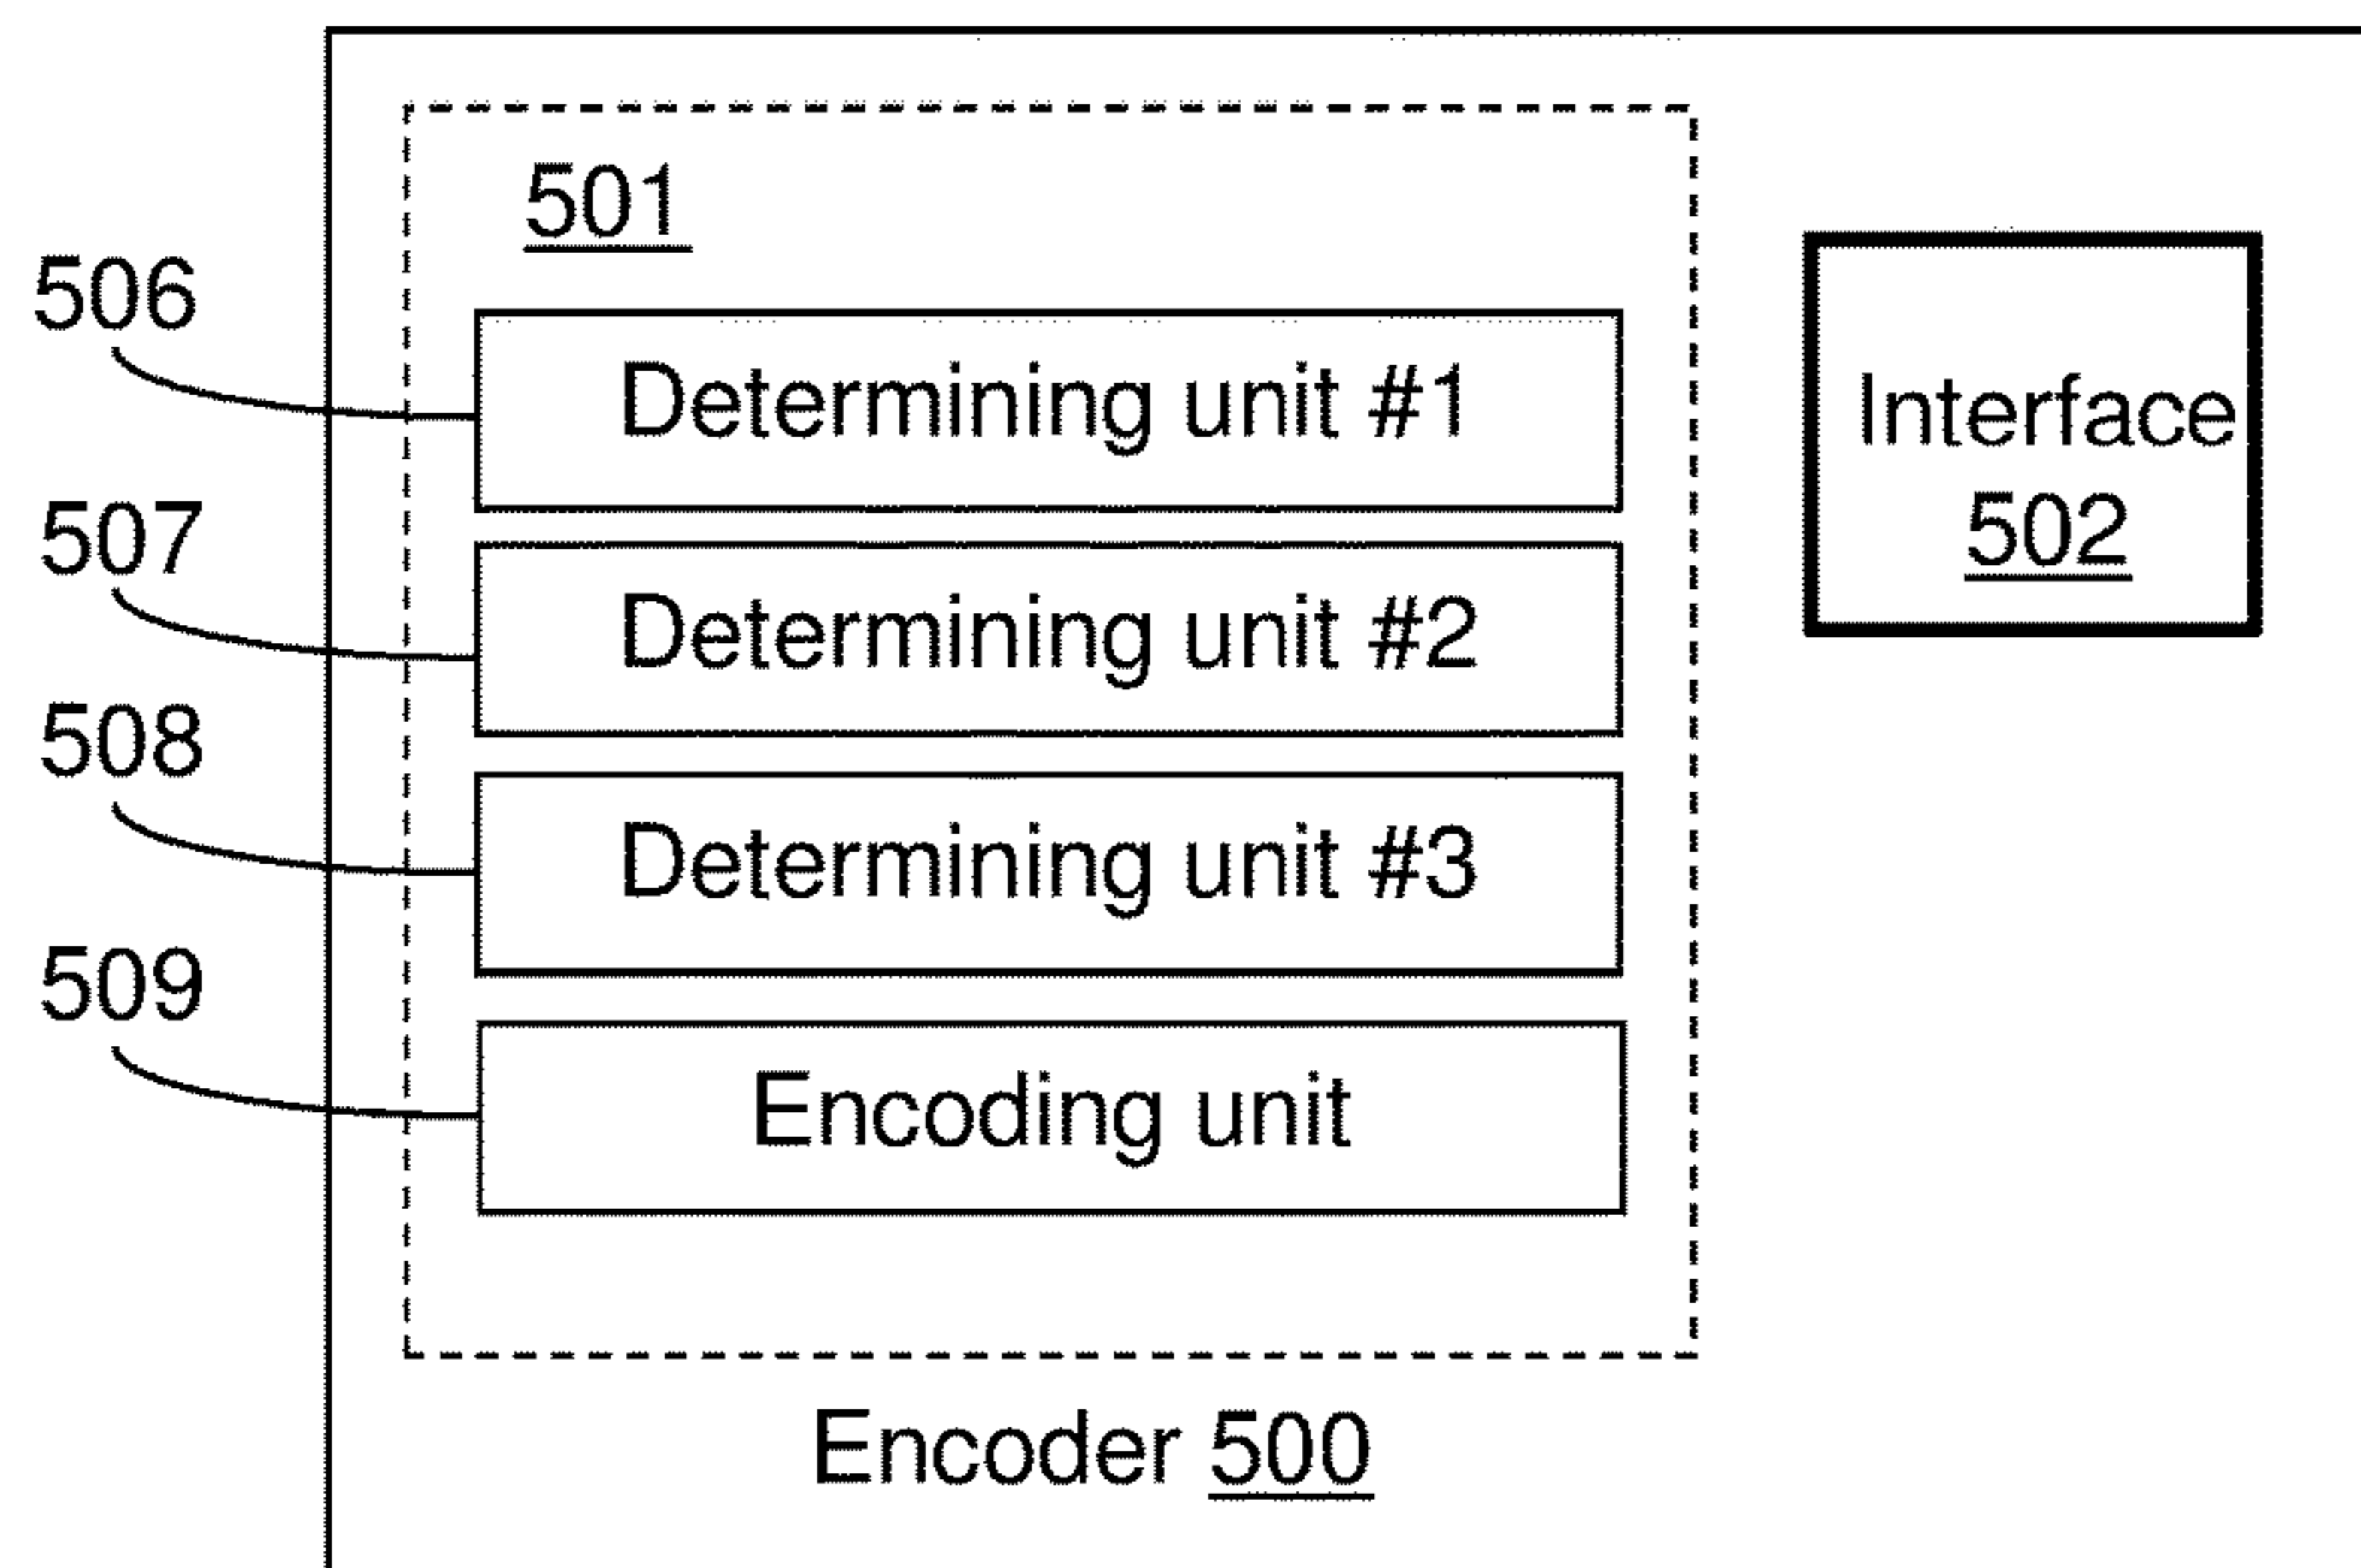 501
506
Determining unit #1
Interface
502
507
Determining unit #2
508
Determining unit #3
509
Encoding unit
Encoder 500